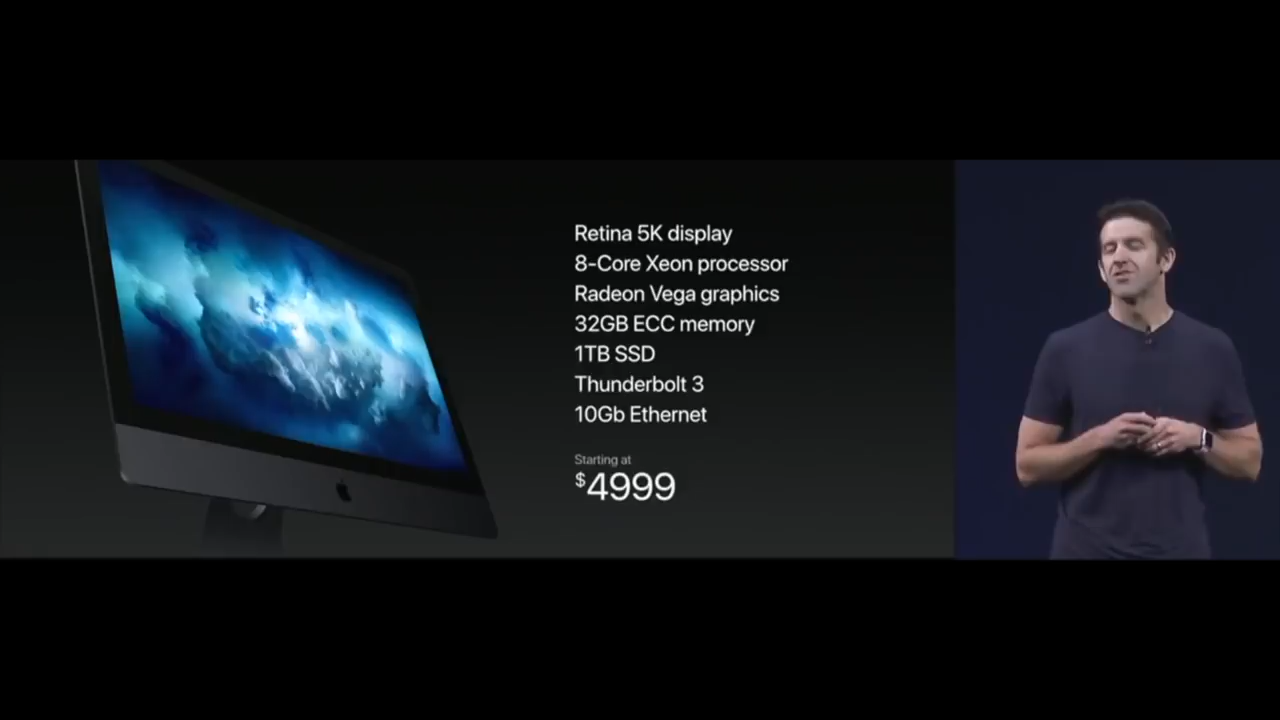 Retina 5K display
8-Core Xeon processor
Radeon Vega graphics
32GB ECC memory
1TB SSD
Thunderbolt 3
10Gb Ethernet
Starting at
$4999